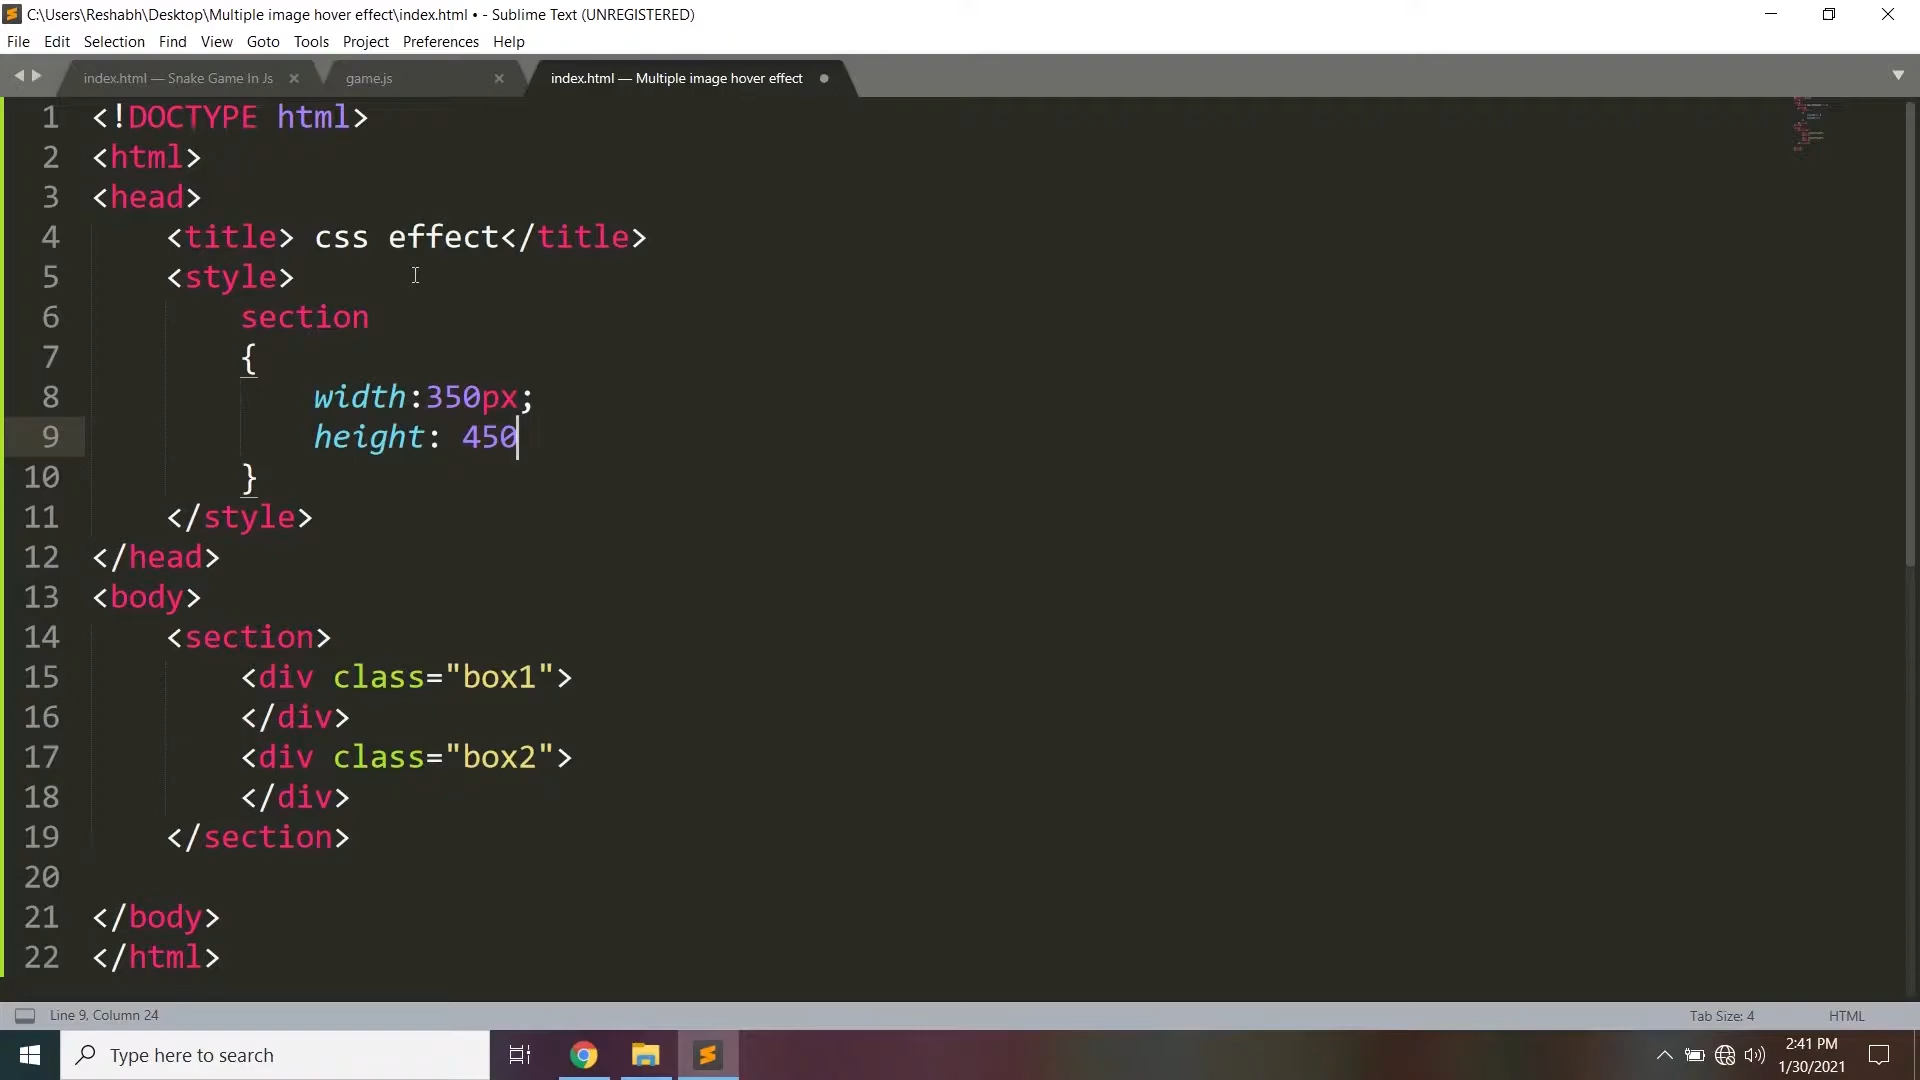 C:\Users\Reshabh\Desktop\Multiple image hover effect\index.html • - Sublime Text (UNREGISTERED)
File Edit Selection Find View Goto Tools Project Preferences Help
index.html — Snake Game In Js game.js index.html — Multiple image hover effect
1 <!DOCTYPE html>
2 <html>
3 <head>
4 <title> css effect</title>
5 <style>
6 section
7 {
8 width:350px;
9 height: 450
10 }
11 </style>
12 </head>
13 <body>
14 <section>
15 <div class="box1">
16 </div>
17 <div class="box2">
18 </div>
19 </section>
20
21 </body>
22 </html>
Line 9, Column 24 Tab Size: 4 HTML
Type here to search 2:41 PM
1/30/2021